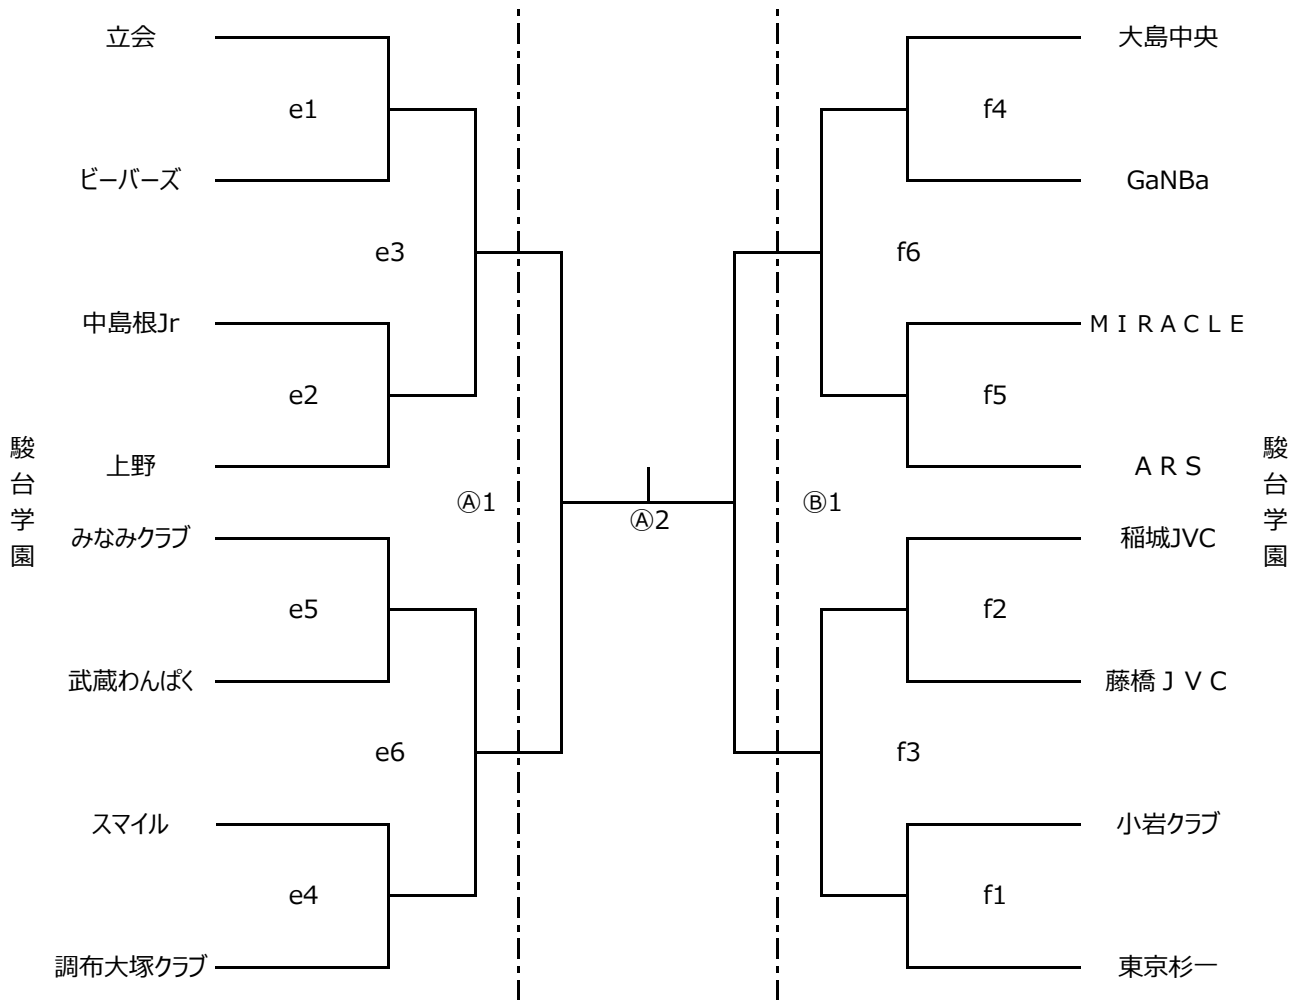 立会
大島中央
e1
f4
ビーバーズ
GaNBa
e3
f6
中島根Jr
ＭＩＲＡＣＬＥ
e2
f5
駿台学園
上野
ＡＲＳ
駿台学園
Ⓐ1
Ⓐ2
Ⓑ1
みなみクラブ
稲城JVC
e5
f2
武蔵わんぱく
藤橋ＪＶＣ
e6
f3
スマイル
小岩クラブ
e4
f1
調布大塚クラブ
東京杉一